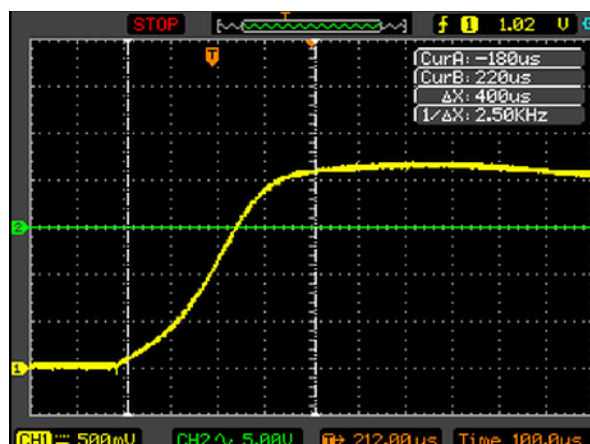 STOP f 1 1.02 V
T
CurA: -180us
CurB: 220us
ΔX: 400us
1/ΔX: 2.50KHz
2
1
CH1 500mV CH2 5.00V T 212.00us Time 100.0us